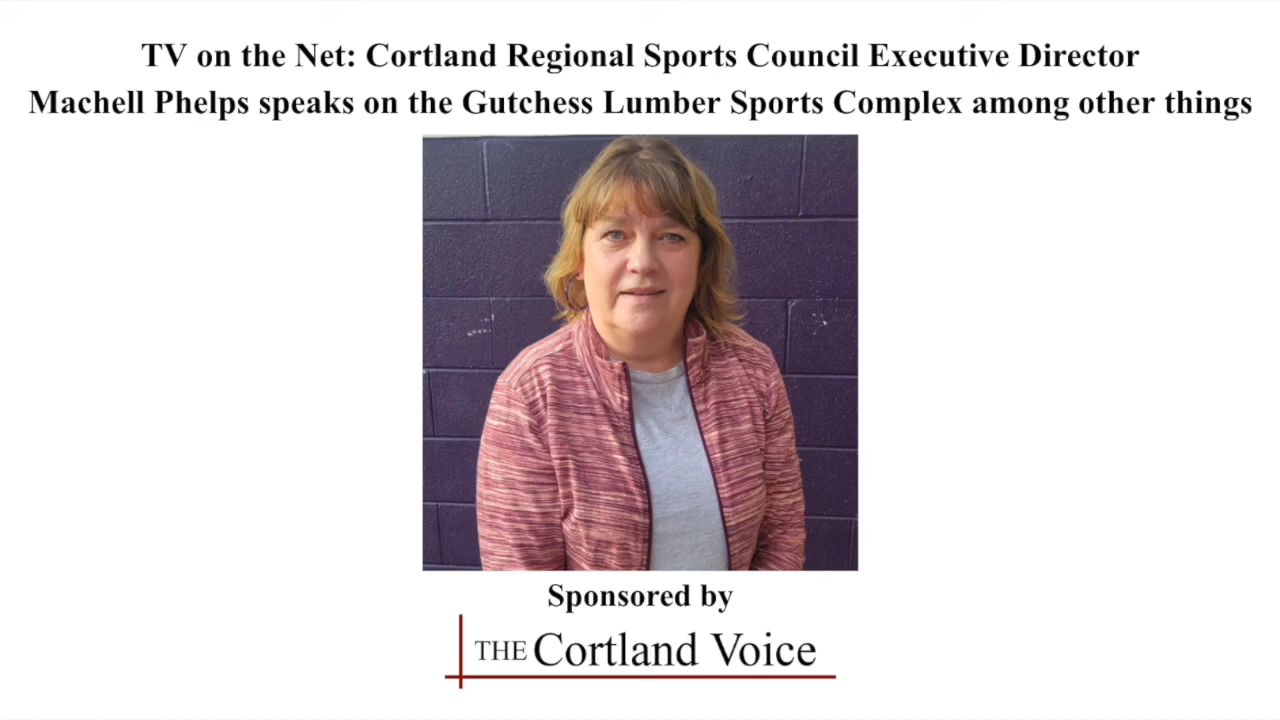 TV on the Net: Cortland Regional Sports Council Executive Director
Machell Phelps speaks on the Gutchess Lumber Sports Complex among other things
Sponsored by
THE Cortland Voice